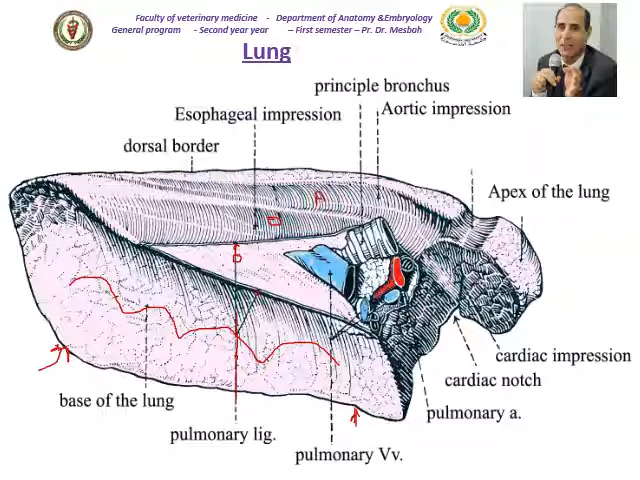 Faculty of veterinary medicine - Department of Anatomy &Embryology
General program - Second year year – First semester – Pr. Dr. Mesbah
Lung
principle bronchus
Esophageal impression
Aortic impression
dorsal border
Apex of the lung
A
cardiac impression
cardiac notch
base of the lung
pulmonary a.
pulmonary lig.
pulmonary Vv.